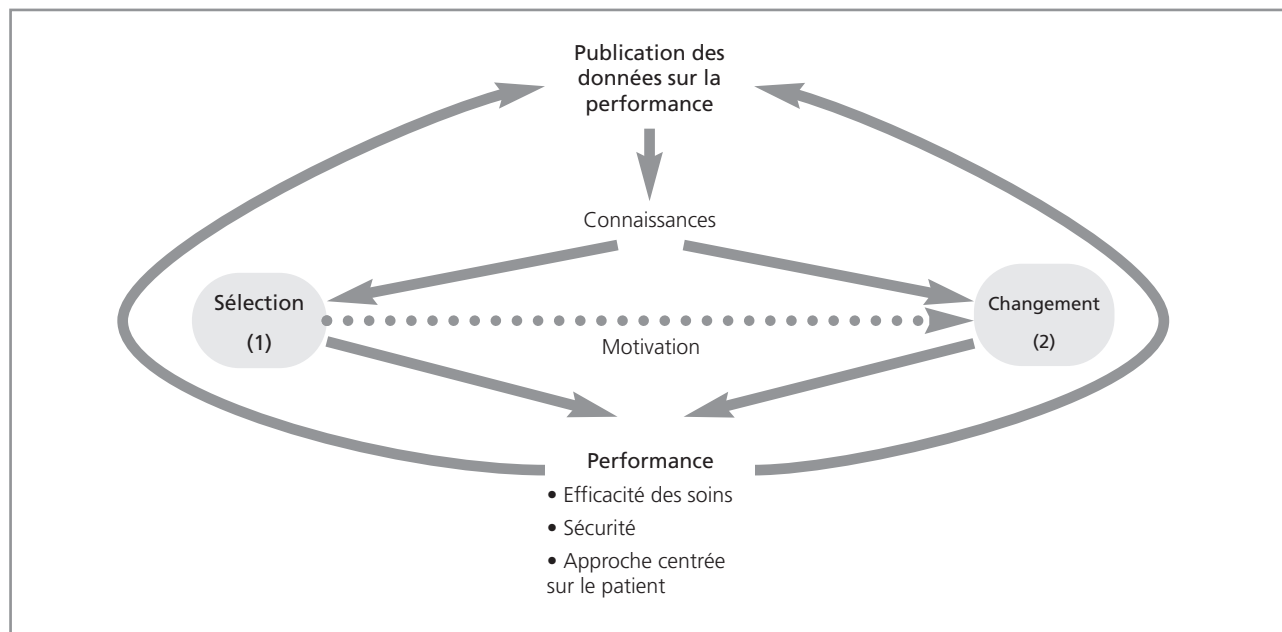 Publication des
données sur la
performance
Connaissances
Sélection
(1)
Changement
(2)
Motivation
Performance
• Efficacité des soins
• Sécurité
• Approche centrée
sur le patient